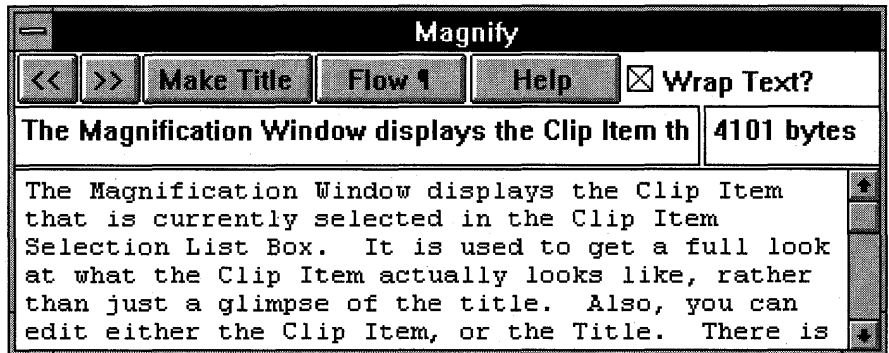 Magnify
<< >> Make Title Flow ¶ Help Wrap Text?
The Magnification Window displays the Clip Item th 4101 bytes
The Magnification Window displays the Clip Item
that is currently selected in the Clip Item
Selection List Box.  It is used to get a full look
at what the Clip Item actually looks like, rather
than just a glimpse of the title.  Also, you can
edit either the Clip Item, or the Title.  There is